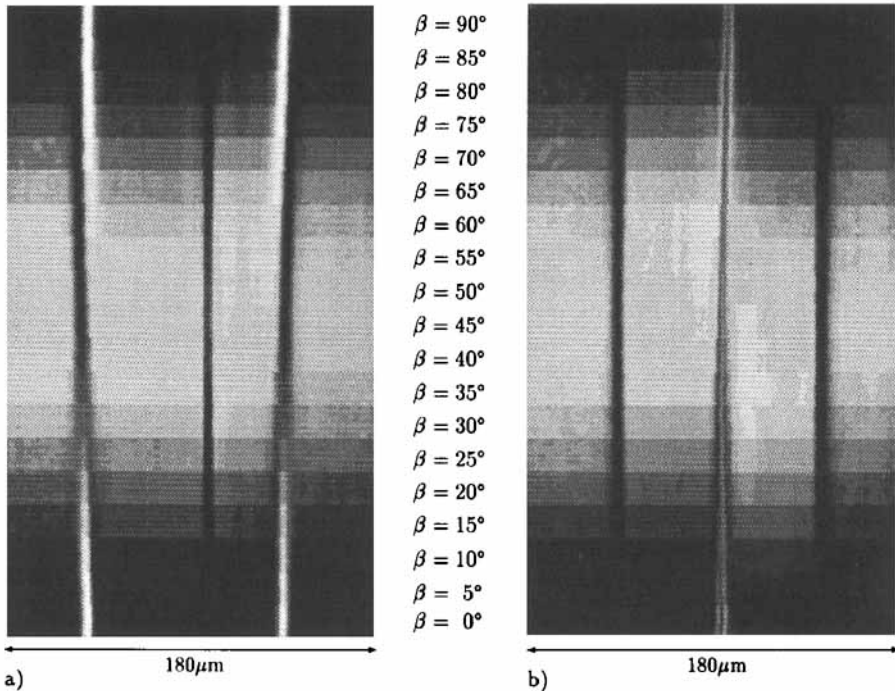 β = 90°
β = 85°
β = 80°
β = 75°
β = 70°
β = 65°
β = 60°
β = 55°
β = 50°
β = 45°
β = 40°
β = 35°
β = 30°
β = 25°
β = 20°
β = 15°
β = 10°
β = 5°
β = 0°
180μm
180μm
a)
b)